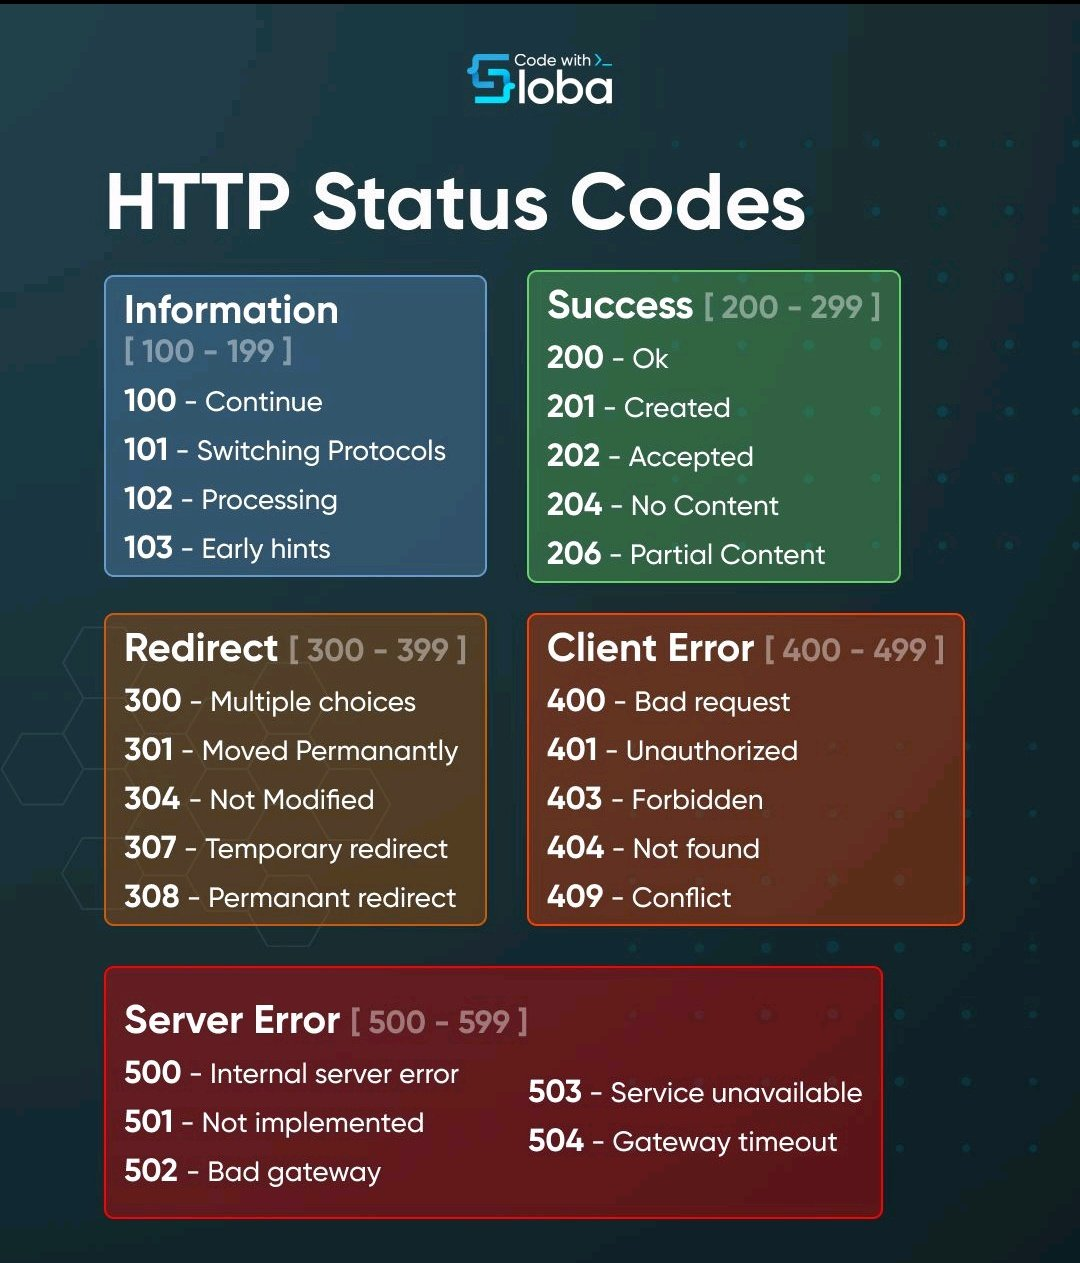 Code with >_
Sloba
HTTP Status Codes
Information
[ 100 - 199 ]
100 - Continue
101 - Switching Protocols
102 - Processing
103 - Early hints
Success [ 200 - 299 ]
200 - Ok
201 - Created
202 - Accepted
204 - No Content
206 - Partial Content
Redirect [ 300 - 399 ]
300 - Multiple choices
301 - Moved Permanantly
304 - Not Modified
307 - Temporary redirect
308 - Permanant redirect
Client Error [ 400 - 499 ]
400 - Bad request
401 - Unauthorized
403 - Forbidden
404 - Not found
409 - Conflict
Server Error [ 500 - 599 ]
500 - Internal server error
501 - Not implemented
502 - Bad gateway
503 - Service unavailable
504 - Gateway timeout